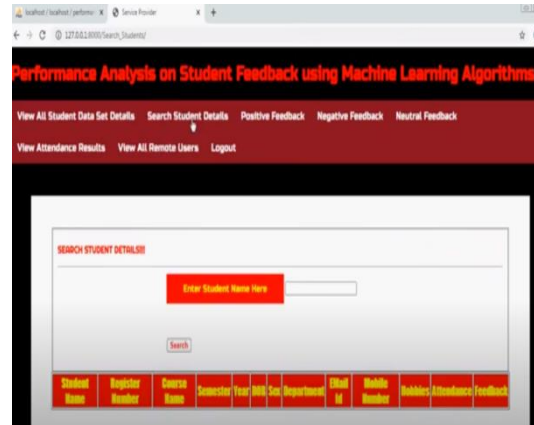 localhost / localhost / performa
Service Provider
127.0.0.1:8000/Search_Students/
Performance Analysis on Student Feedback using Machine Learning Algorithms
View All Student Data Set Details Search Student Details Positive Feedback Negative Feedback Neutral Feedback
View Attendance Results View All Remote Users Logout
SEARCH STUDENT DETAILS!!!
Enter Student Name Here
Search
Student Name Register Number Course Name Semester Year DOB Sex Department EMail Id Mobile Number Hobbies Attendance Feedback